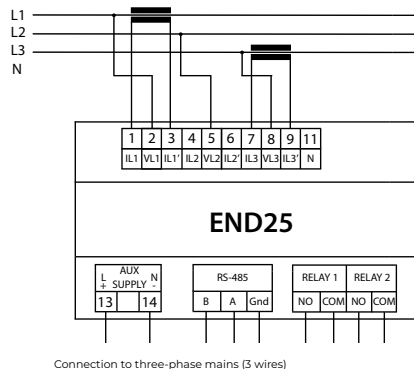 L1
L2
L3
N
1 2 3 4 5 6 7 8 9 11
IL1 VL1 IL1' IL2 VL2 IL2' IL3 VL3 IL3' N
END25
L AUX N
+ SUPPLY -
13 14
RS-485
B A Gnd
RELAY 1 RELAY 2
NO COM NO COM
Connection to three-phase mains (3 wires)